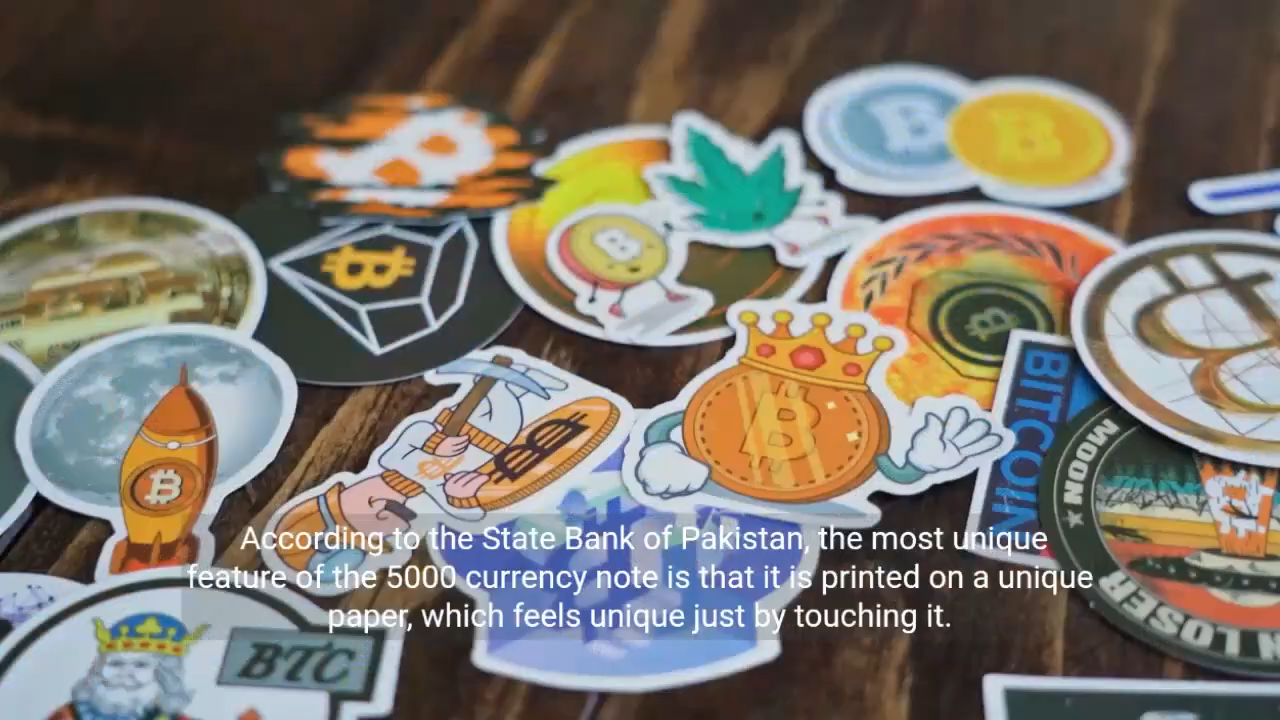 BITCOIN
MOON
LOSER
According to the State Bank of Pakistan, the most unique
feature of the 5000 currency note is that it is printed on a unique
paper, which feels unique just by touching it.
BTC